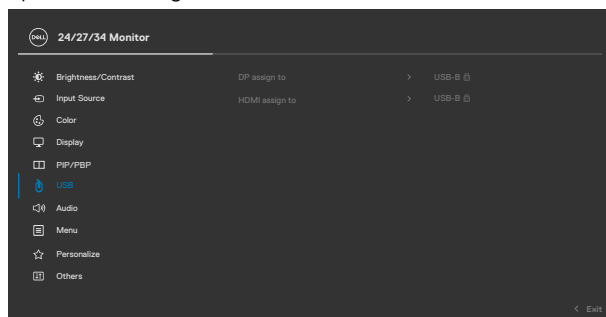 DELL
24/27/34 Monitor
Brightness/Contrast
DP assign to > USB-B
Input Source
HDMI assign to > USB-B
Color
Display
PIP/PBP
USB
Audio
Menu
Personalize
Others
< Exit